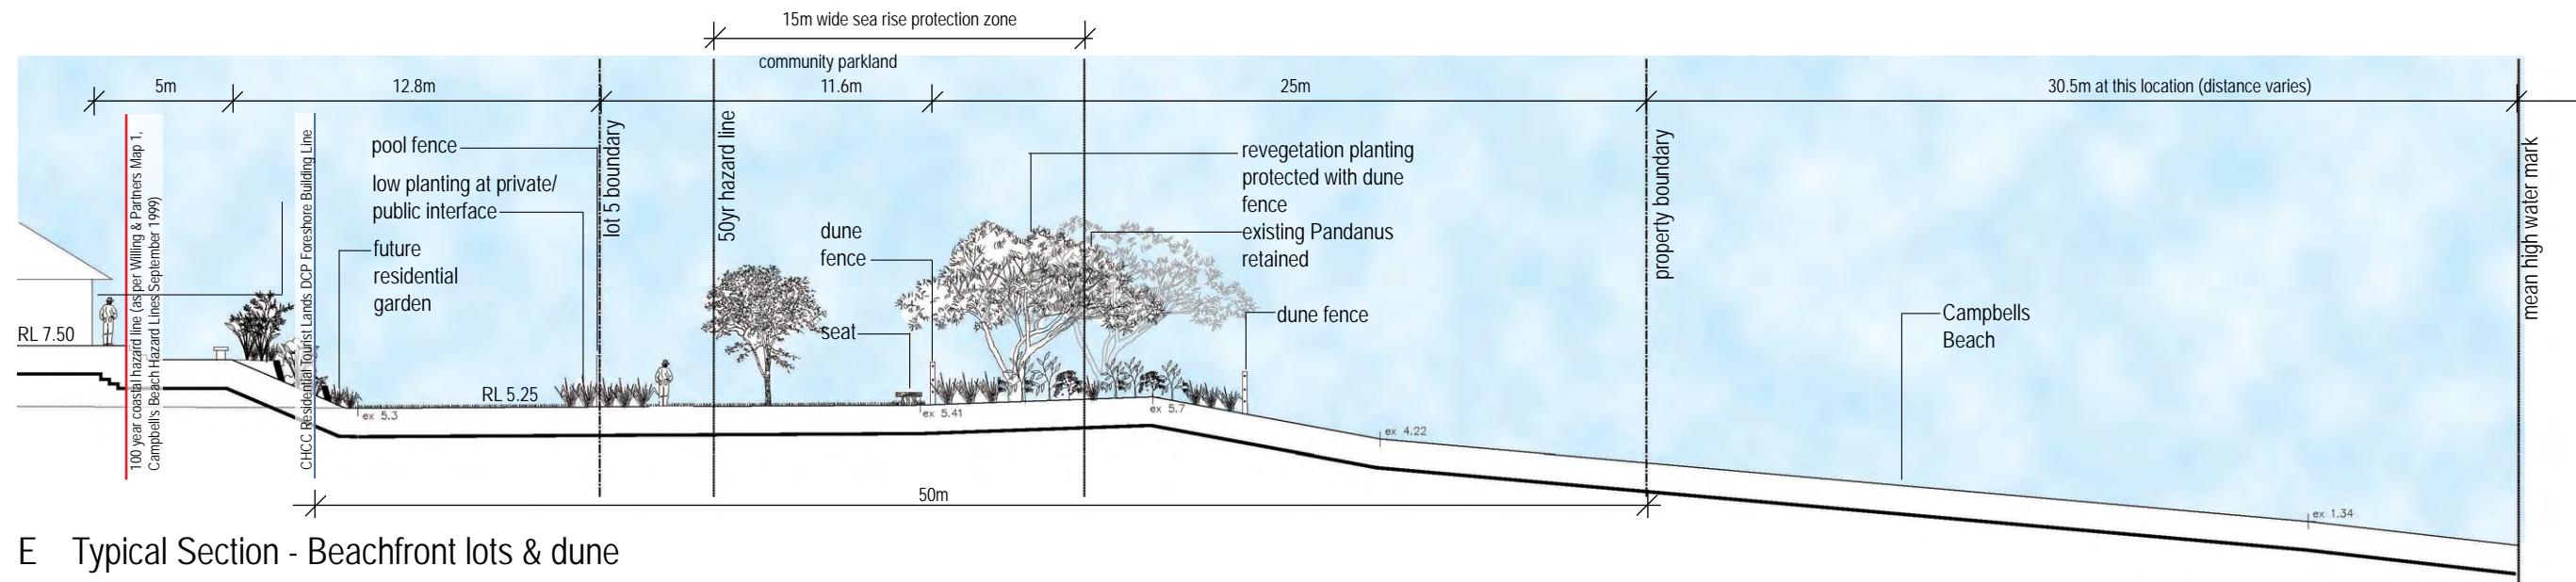 15m wide sea rise protection zone
community parkland
5m
12.8m
11.6m
25m
30.5m at this location (distance varies)
100 year coastal hazard line (as per Willing & Partners Map 1,
Campbell's Beach Hazard Lines September 1999)
CHCC Residential Tourist Lands DCP Foreshore Building Line
pool fence
low planting at private/
public interface
future
residential
garden
lot 5 boundary
50yr hazard line
dune
fence
seat
revegetation planting
protected with dune
fence
existing Pandanus
retained
dune fence
property boundary
Campbells
Beach
mean high water mark
RL 7.50
RL 5.25
ex 5.3
ex 5.41
ex 5.7
ex 4.22
ex 1.34
50m
E Typical Section - Beachfront lots & dune